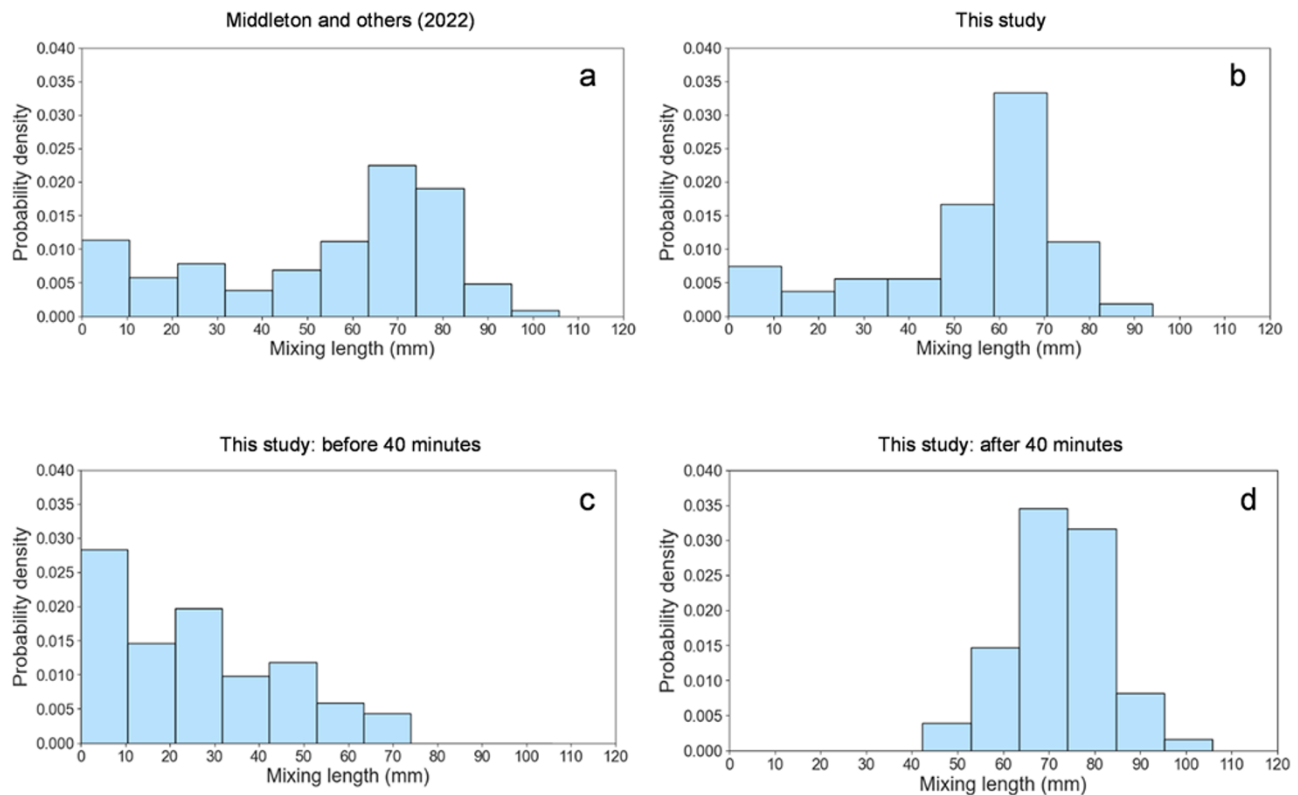 Middleton and others (2022)
a
0.040
0.035
0.030
0.025
0.020
0.015
0.010
0.005
0.000
Probability density
0 10 20 30 40 50 60 70 80 90 100 110 120
Mixing length (mm)
This study
b
0.040
0.035
0.030
0.025
0.020
0.015
0.010
0.005
0.000
Probability density
0 10 20 30 40 50 60 70 80 90 100 110 120
Mixing length (mm)
This study: before 40 minutes
c
0.040
0.035
0.030
0.025
0.020
0.015
0.010
0.005
0.000
Probability density
0 10 20 30 40 50 60 70 80 90 100 110 120
Mixing length (mm)
This study: after 40 minutes
d
0.040
0.035
0.030
0.025
0.020
0.015
0.010
0.005
0.000
Probability density
0 10 20 30 40 50 60 70 80 90 100 110 120
Mixing length (mm)